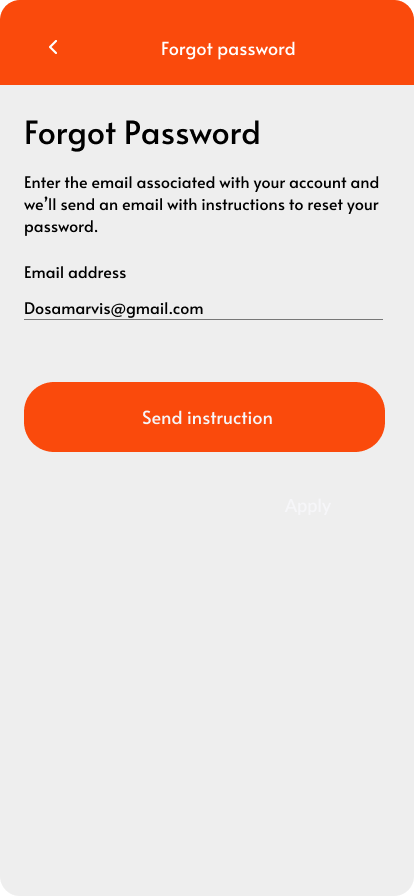 Forgot password
Forgot Password
Enter the email associated with your account and
we’ll send an email with instructions to reset your
password.
Email address
Dosamarvis@gmail.com
Send instruction
Apply